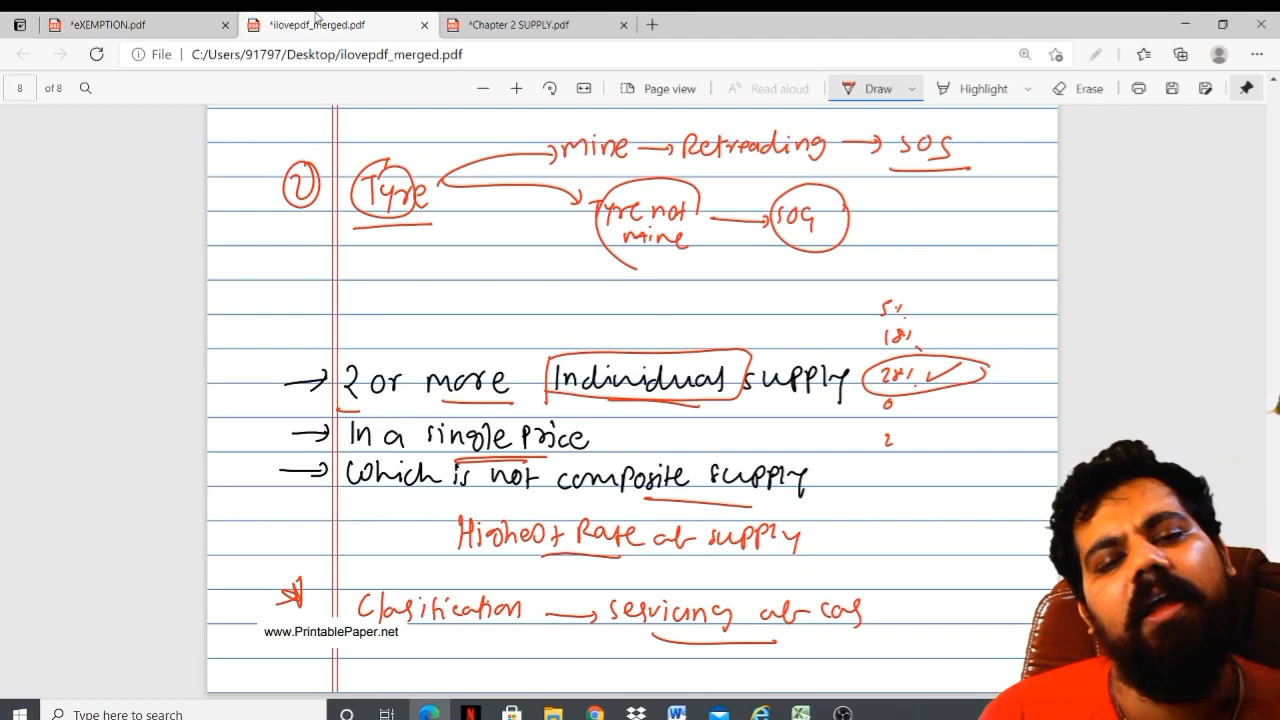 *eXEMPTION.pdf
*ilovepdf_merged.pdf
*Chapter 2 SUPPLY.pdf
File C:/Users/91797/Desktop/ilovepdf_merged.pdf
8 of 8
Page view
Read aloud
Draw
Highlight
Erase
mine → Retreading → SOS
2 Tyre
Tyre not mine → SOG
5%
18%
→ 2 or more Individual supply 28% ✓
0
→ In a single price 2
→ Which is not composite supply
Highest Rate of supply
Clasification → servicing of car
www.PrintablePaper.net
Type here to search